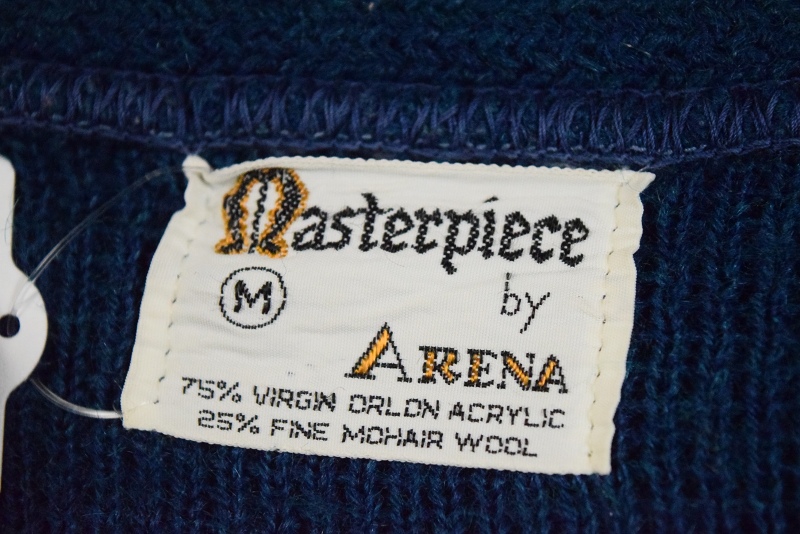 Masterpiece
M
by
ARENA
75% VIRGIN ORLON ACRYLIC
25% FINE MOHAIR WOOL